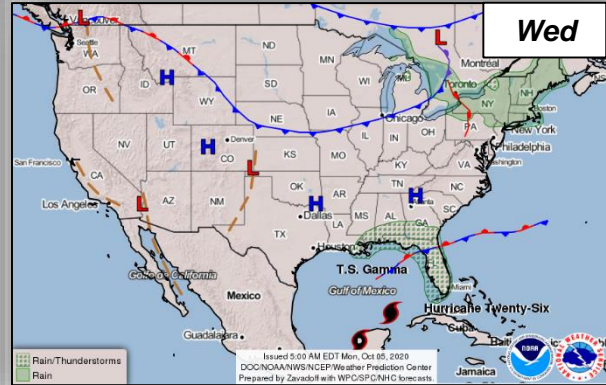 Wed
L
Vancouver
Seattle
WA
MT
ND
MN
L
Montréal
OR
ID
H
SD
WI
MI
Toronto
NH
WY
NY
Boston
NE
IA
Chicago
PA
New York
Philadelphia
San Francisco
NV
UT
H
Denver
CO
KS
MO
IL
IN
OH
KY
VA
Washington
CA
L
OK
AR
TN
NC
Los Angeles
L
AZ
NM
H
Dallas
H
Atlanta
SC
TX
LA
MS
AL
GA
Houston
T.S. Gamma
Golfo de California
Gulf of Mexico
Miami
Mexico
Hurricane Twenty-Six
Cuba
Guadalajara
Jamaica
Rain/Thunderstorms
Rain
Issued 5:00 AM EDT Mon, Oct 05, 2020
DOC/NOAA/NWS/NCEP/Weather Prediction Center
Prepared by Zavadoff with WPC/SPC/NHC forecasts
NOAA